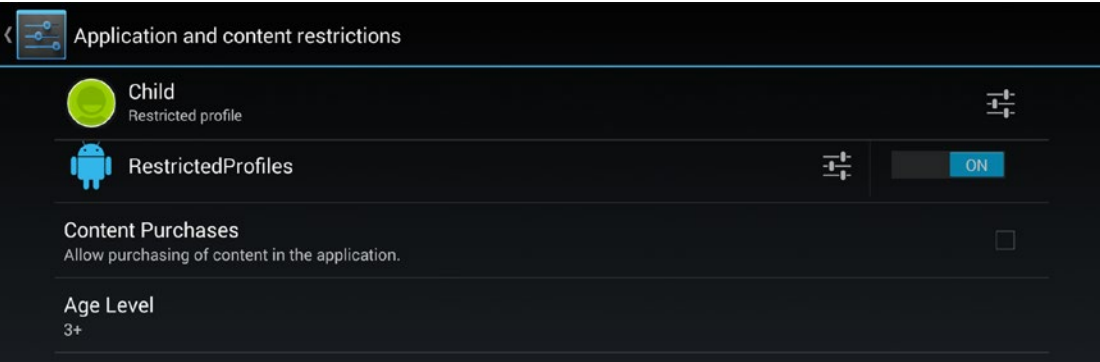 Application and content restrictions
Child
Restricted profile
RestrictedProfiles
ON
Content Purchases
Allow purchasing of content in the application.
Age Level
3+